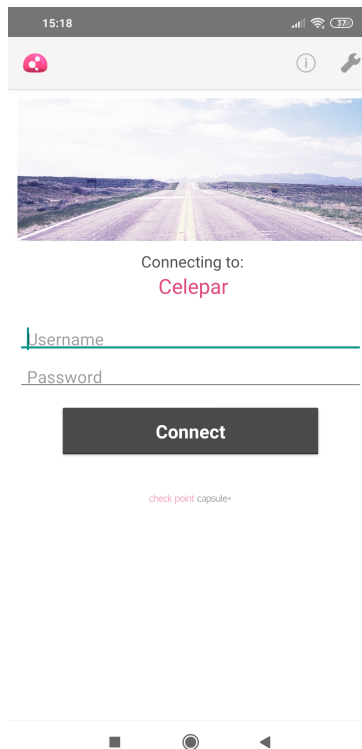 15:18
37
Connecting to:
Celepar
Username
Password
Connect
check point capsule